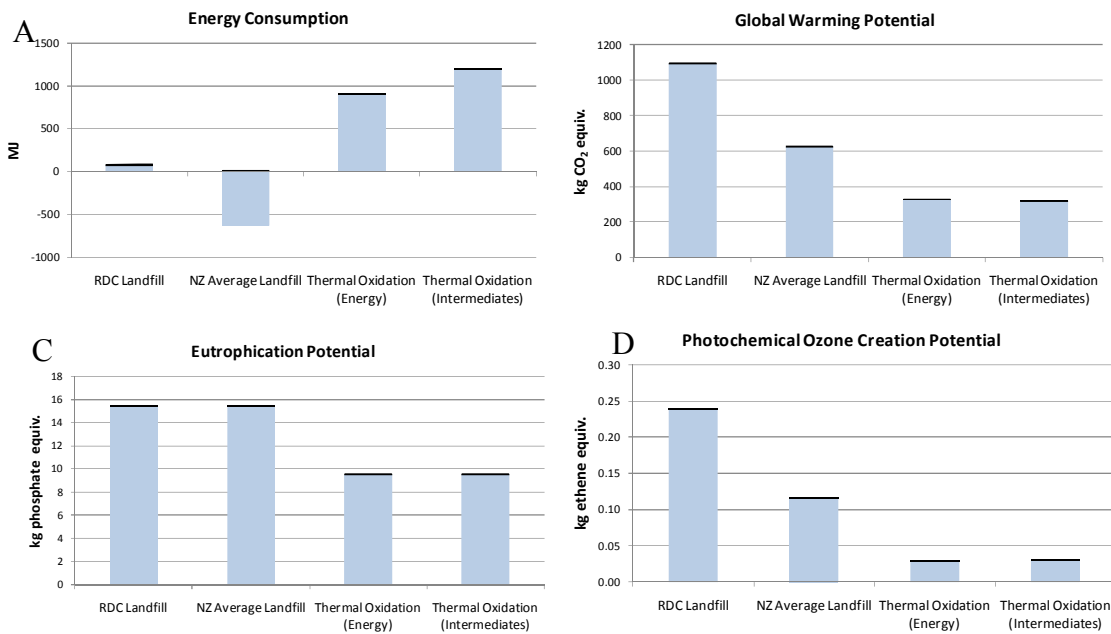 A
Energy Consumption
MJ
1500
1000
500
0
-500
-1000
RDC Landfill NZ Average Landfill Thermal Oxidation (Energy) Thermal Oxidation (Intermediates)
Global Warming Potential
kg CO₂ equiv.
1200
1000
800
600
400
200
0
RDC Landfill NZ Average Landfill Thermal Oxidation (Energy) Thermal Oxidation (Intermediates)
C
Eutrophication Potential
kg phosphate equiv.
18
16
14
12
10
8
6
4
2
0
RDC Landfill NZ Average Landfill Thermal Oxidation (Energy) Thermal Oxidation (Intermediates)
D
Photochemical Ozone Creation Potential
kg ethene equiv.
0.30
0.25
0.20
0.15
0.10
0.05
0.00
RDC Landfill NZ Average Landfill Thermal Oxidation (Energy) Thermal Oxidation (Intermediates)